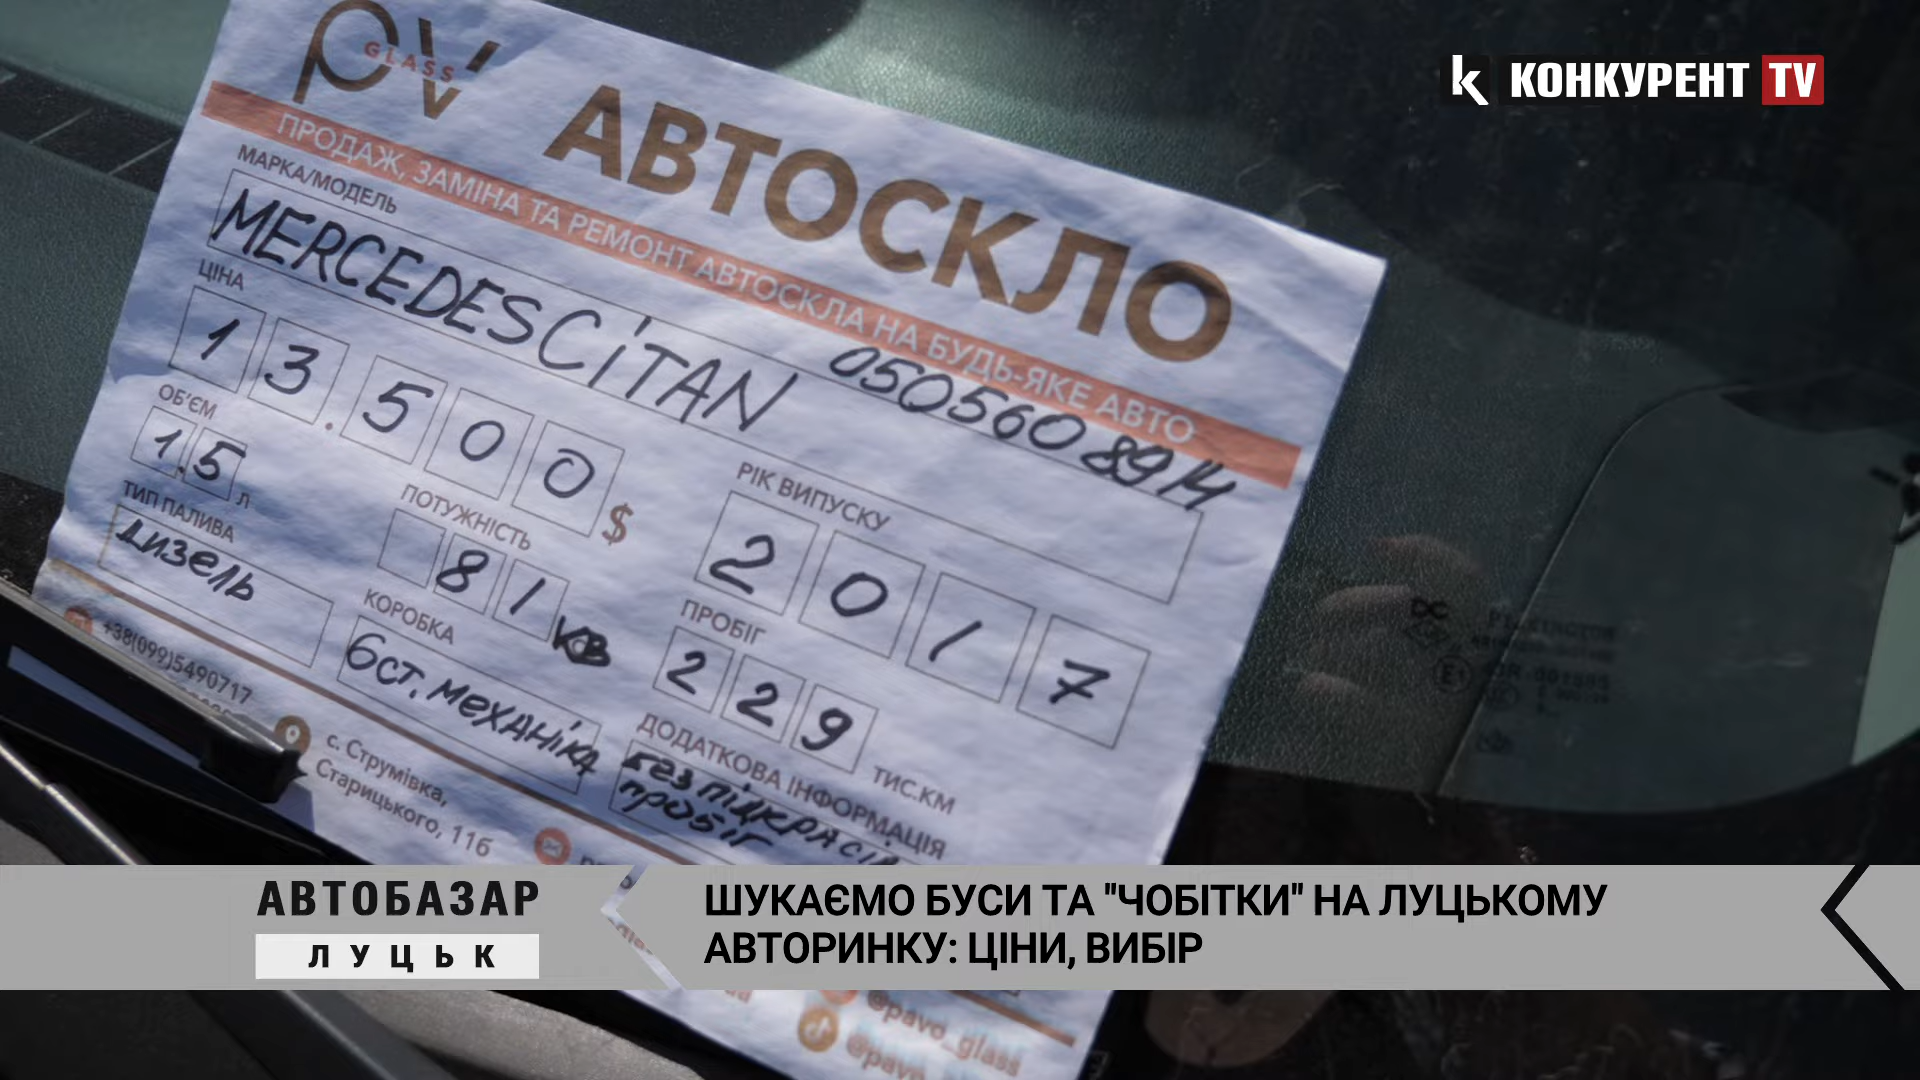 PV
GLASS
АВТОСКЛО
КОНКУРЕНТ TV
ПРОДАЖ, ЗАМІНА ТА РЕМОНТ АВТОСКЛА НА БУДЬ-ЯКЕ АВТО
МАРКА/МОДЕЛЬ
MERCEDES CiTAN 0505608914
ЦІНА
13.500 $
ОБ'ЄМ
1.5 л
ПОТУЖНІСТЬ
81 КВ
РІК ВИПУСКУ
2017
ТИП ПАЛИВА
дизель
КОРОБКА
6ст. механіка
ПРОБІГ
229 ТИС.КМ
ДОДАТКОВА ІНФОРМАЦІЯ
без підкрасів
пробіг
+38(099)5490717
с. Струмівка,
Старицького, 11б
АВТОБАЗАР
ЛУЦЬК
ШУКАЄМО БУСИ ТА "ЧОБІТКИ" НА ЛУЦЬКОМУ
АВТОРИНКУ: ЦІНИ, ВИБІР
@pavo_glass
@pavo